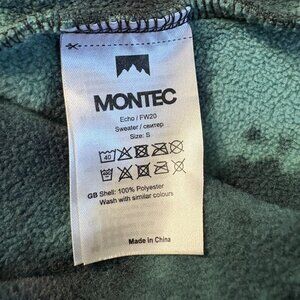 MONTEC
Echo / FW20
Sweater / свитер
Size: S
40
GB Shell: 100% Polyester
Wash with similar colours
Made in China